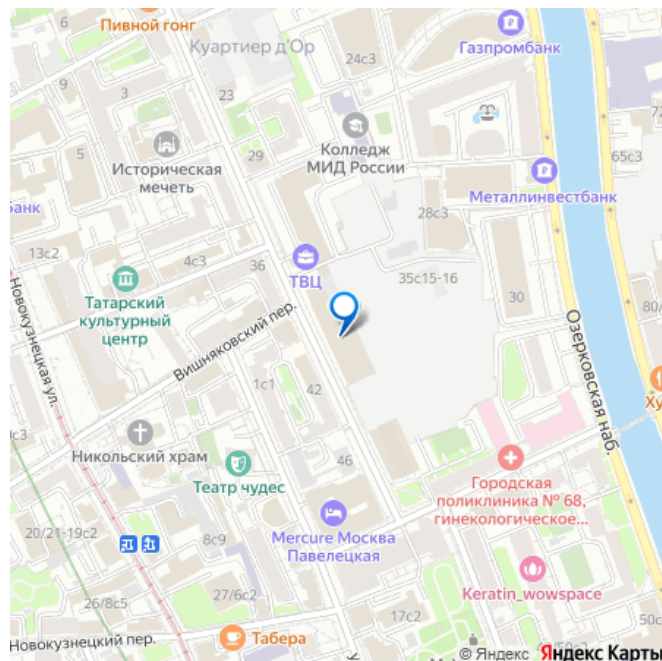 Пивной гонг
Куартиер д'Ор
24с3
Газпромбанк
6
9
3
23
5
29
Колледж
МИД России
Историческая
мечеть
65с3
Металлинвестбанк
банк
28с3
13с2
4с3
36
ТВЦ
35с15-16
30
Татарский
культурный
центр
80/
Новокузнецкая ул.
Вишняковский пер.
Озерковская наб.
1с1
42
Ху
Никольский храм
46
Театр чудес
Городская
поликлиника № 68,
гинекологическое...
20/21-19с2
8с9
Mercure Москва
Павелецкая
27/6с2
Keratin_wowspace
26/8с5
17с2
50с
Новокузнецкий пер.
Табера
© Яндекс Яндекс Карты